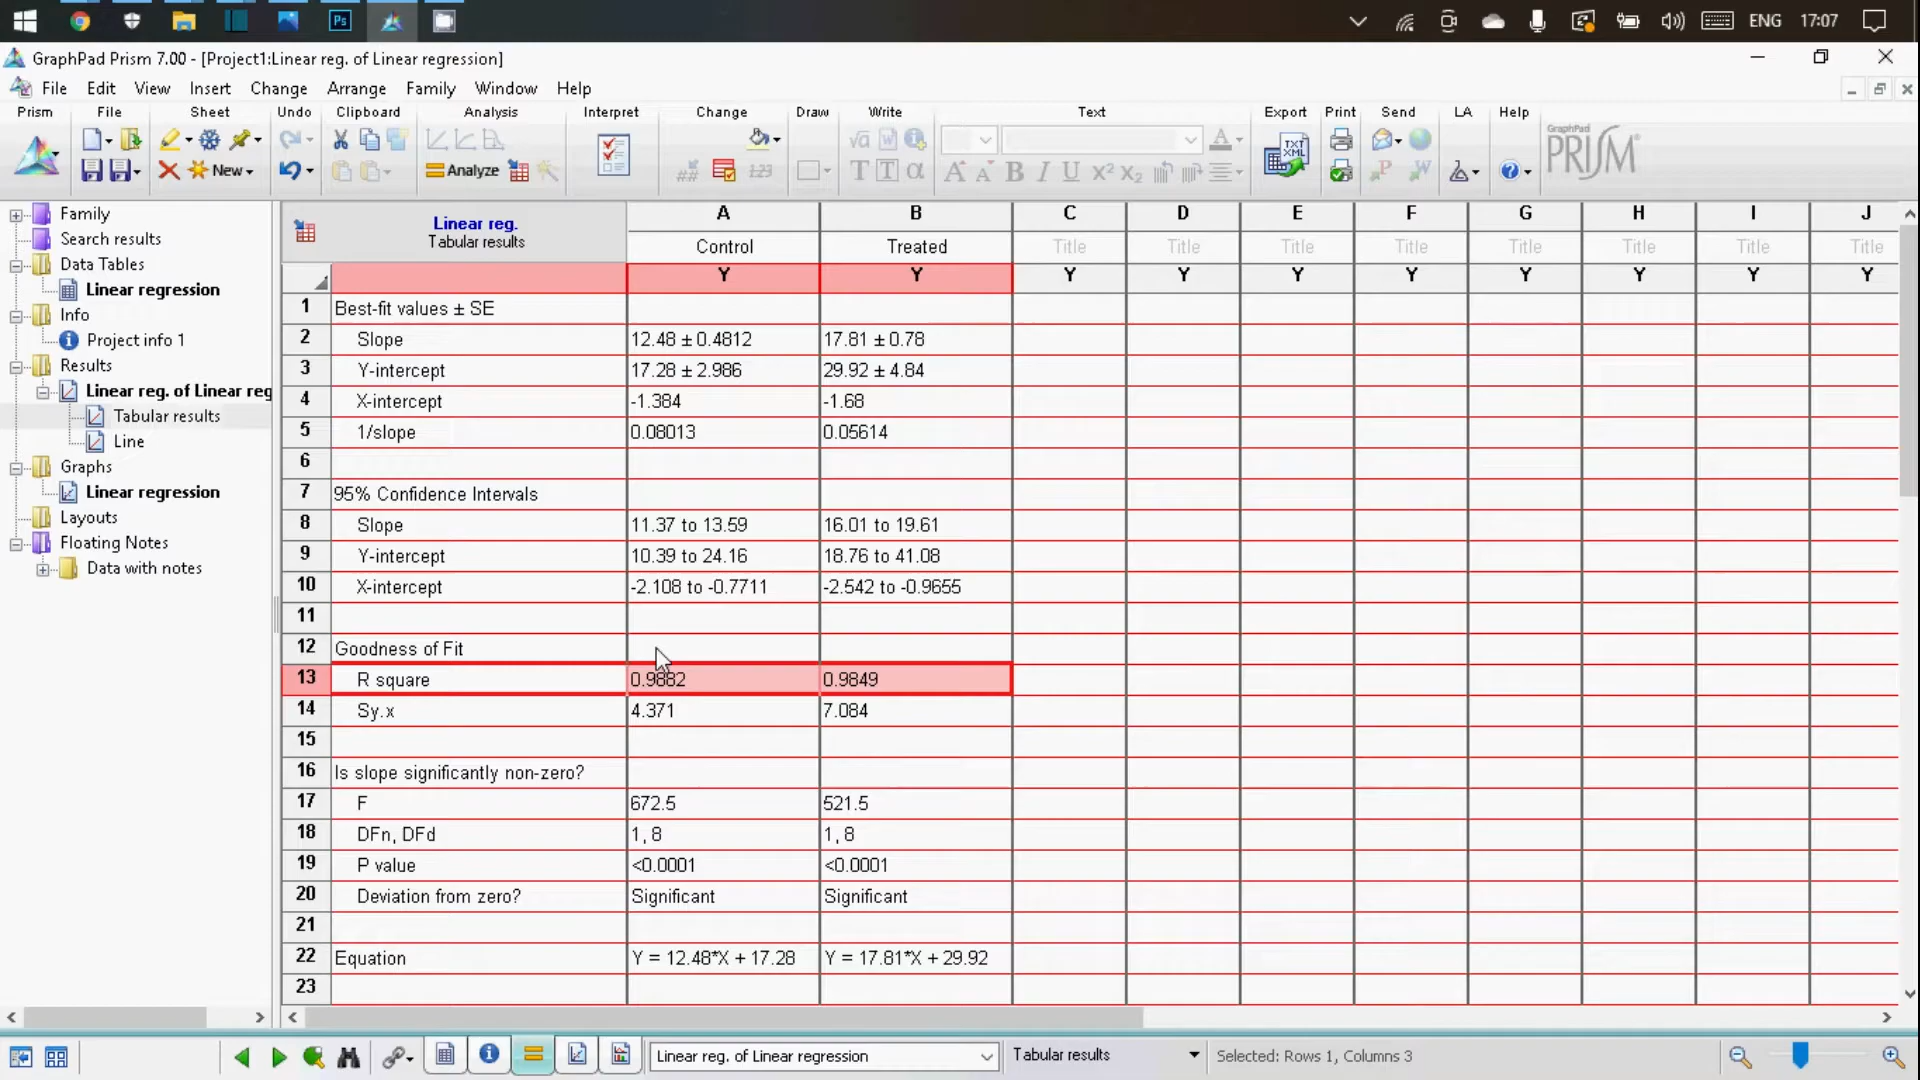 Ps
ENG 17:07
GraphPad Prism 7.00 - [Project1:Linear reg. of Linear regression]
File Edit View Insert Change Arrange Family Window Help
Prism File Sheet Undo Clipboard Analysis Interpret Change Draw Write Text Export Print Send LA Help
New
Analyze
123
TXT XML
GraphPad
PRISM
Family
Search results
Data Tables
Linear regression
Info
Project info 1
Results
Linear reg. of Linear reg
Tabular results
Line
Graphs
Linear regression
Layouts
Floating Notes
Data with notes
Linear reg. A B C D E F G H I J
Tabular results Control Treated Title Title Title Title Title Title Title Title
Y Y Y Y Y Y Y Y Y Y
1 Best-fit values ± SE
2 Slope 12.48 ± 0.4812 17.81 ± 0.78
3 Y-intercept 17.28 ± 2.986 29.92 ± 4.84
4 X-intercept -1.384 -1.68
5 1/slope 0.08013 0.05614
6
7 95% Confidence Intervals
8 Slope 11.37 to 13.59 16.01 to 19.61
9 Y-intercept 10.39 to 24.16 18.76 to 41.08
10 X-intercept -2.108 to -0.7711 -2.542 to -0.9655
11
12 Goodness of Fit
13 R square 0.9882 0.9849
14 Sy.x 4.371 7.084
15
16 Is slope significantly non-zero?
17 F 672.5 521.5
18 DFn, DFd 1, 8 1, 8
19 P value <0.0001 <0.0001
20 Deviation from zero? Significant Significant
21
22 Equation Y = 12.48*X + 17.28 Y = 17.81*X + 29.92
23
Linear reg. of Linear regression Tabular results Selected: Rows 1, Columns 3